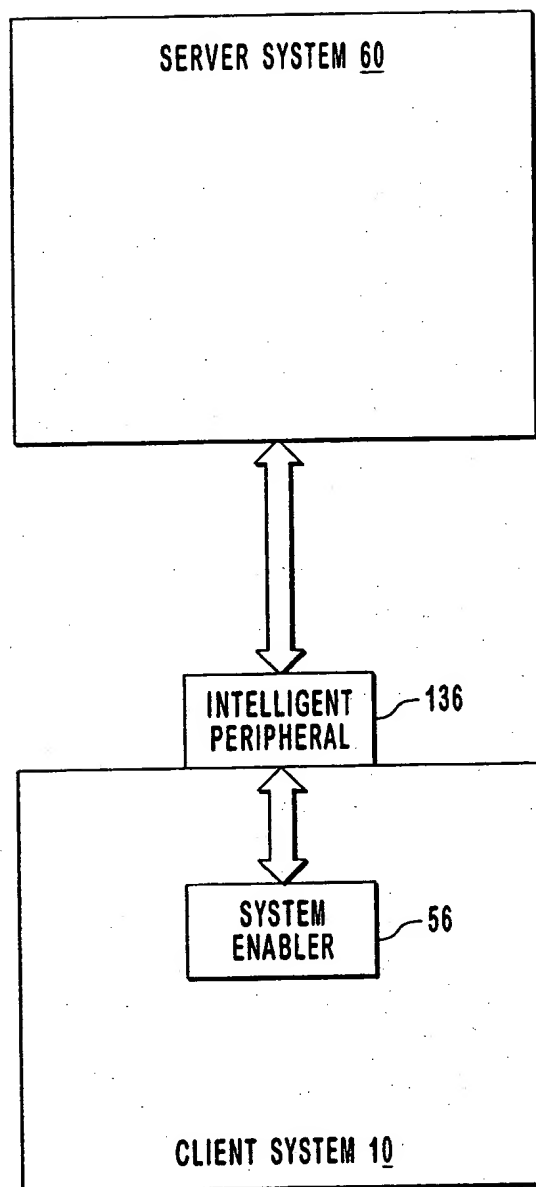 SERVER SYSTEM 60
INTELLIGENT
PERIPHERAL
136
SYSTEM
ENABLER
56
CLIENT SYSTEM 10